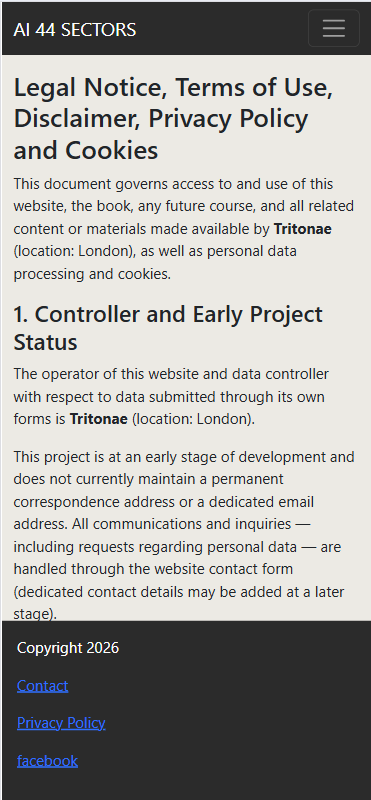 AI 44 SECTORS
Legal Notice, Terms of Use,
Disclaimer, Privacy Policy
and Cookies
This document governs access to and use of this
website, the book, any future course, and all related
content or materials made available by Tritonae
(location: London), as well as personal data
processing and cookies.
1. Controller and Early Project
Status
The operator of this website and data controller
with respect to data submitted through its own
forms is Tritonae (location: London).
This project is at an early stage of development and
does not currently maintain a permanent
correspondence address or a dedicated email
address. All communications and inquiries —
including requests regarding personal data — are
handled through the website contact form
(dedicated contact details may be added at a later
stage).
Copyright 2026
Contact
Privacy Policy
facebook